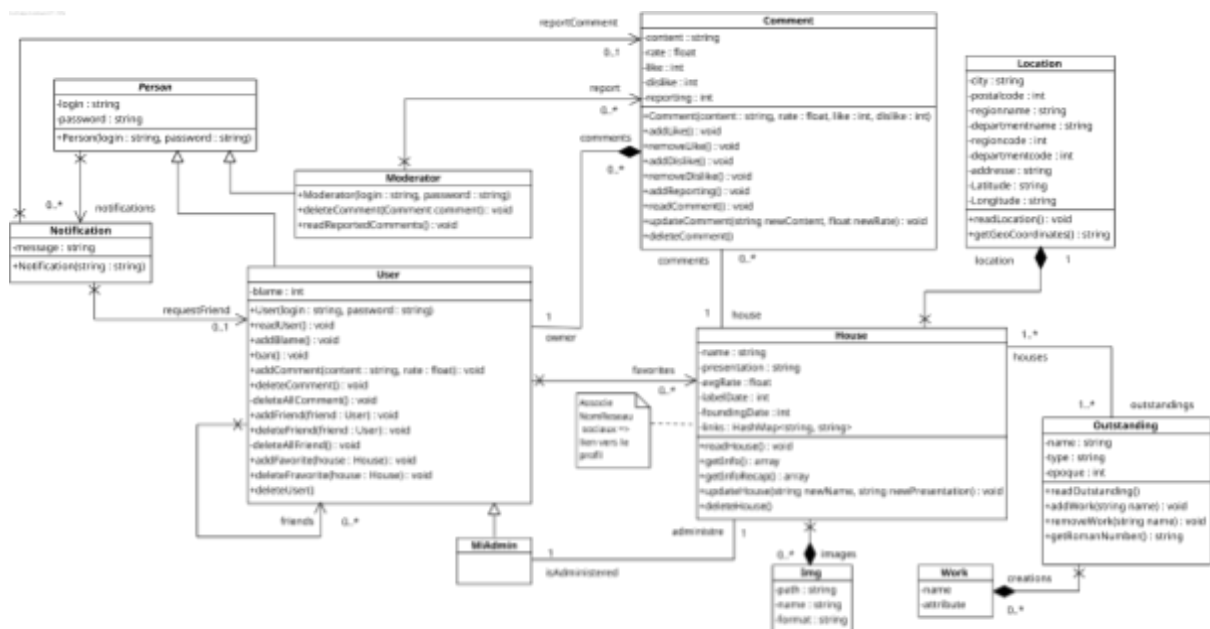 reportComment
0..1
Comment
-content : string
-rate : float
-like : int
-dislike : int
-reporting : int
+Comment(content : string, rate : float, like : int, dislike : int)
+addLike() : void
+removeLike() : void
+addDislike() : void
+removeDislike() : void
+addReporting() : void
+readComment() : void
+updateComment(string newContent, float newRate) : void
+deleteComment()
Location
-city : string
-postalcode : int
-regionname : string
-departmentname : string
-regioncode : int
-departmentcode : int
-addresse : string
-Latitude : string
-Longitude : string
+readLocation() : void
+getGeoCoordinates() : string
Person
-login : string
-password : string
+Person(login : string, password : string)
report
0..*
comments
0..*
Moderator
+Moderator(login : string, password : string)
+deleteComment(Comment comment) : void
+readReportedComments() : void
0..*
notifications
Notification
-message : string
+Notification(string : string)
comments
0..*
location
1
requestFriend
0..1
User
-blame : int
+User(login : string, password : string)
+readUser() : void
+addBlame() : void
+ban() : void
+addComment(content : string, rate : float) : void
+deleteComment() : void
-deleteAllComment() : void
+addFriend(friend : User) : void
+deleteFriend(friend : User) : void
-deleteAllFriend() : void
+addFavorite(house : House) : void
+deleteFravorite(house : House) : void
+deleteUser()
1
owner
1
house
favorites
0..*
Associe
NomReseau
sociaux =>
lien vers le
profil
House
-name : string
-presentation : string
-avgRate : float
-labelDate : int
-foundingDate : int
-links : HashMap<string, string>
+readHouse() : void
+getInfo() : array
+getInfoRecap() : array
+updateHouse(string newName, string newPresentation) : void
+deleteHouse()
1..*
houses
1..*
outstandings
Outstanding
-name : string
-type : string
-epoque : int
+readOutstanding()
+addWork(string name) : void
+removeWork(string name) : void
+getRomanNumber() : string
friends
0..*
MiAdmin
1
isAdministered
administre
1
0..*
images
Img
-path : string
-name : string
-format : string
Work
-name
-attribute
creations
0..*